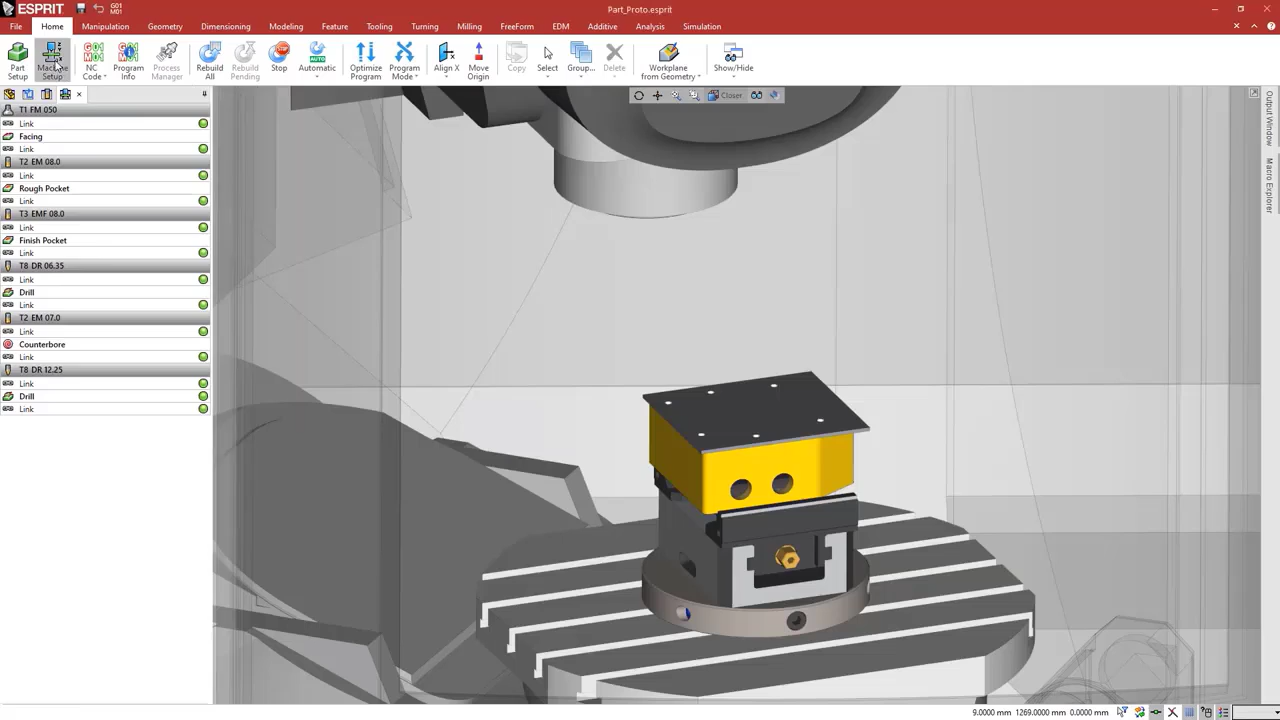 ESPRIT
G01
M01
Part_Proto.esprit
File
Home
Manipulation
Geometry
Dimensioning
Modeling
Feature
Tooling
Turning
Milling
FreeForm
EDM
Additive
Analysis
Simulation
Part
Setup
Machine
Setup
NC
Code
Program
Info
Process
Manager
Rebuild
All
Rebuild
Pending
Stop
Automatic
Optimize
Program
Program
Mode
Align X
Move
Origin
Copy
Select
Group...
Delete
Workplane
from Geometry
Show/Hide
Closer
T1 FM 050
Link
Facing
Link
T2 EM 08.0
Link
Rough Pocket
Link
T3 EMF 08.0
Link
Finish Pocket
Link
T8 DR 06.35
Link
Drill
Link
T2 EM 07.0
Link
Counterbore
Link
T8 DR 12.25
Link
Drill
Link
Output Window
Macro Explorer
9.0000 mm 1269.0000 mm 0.0000 mm